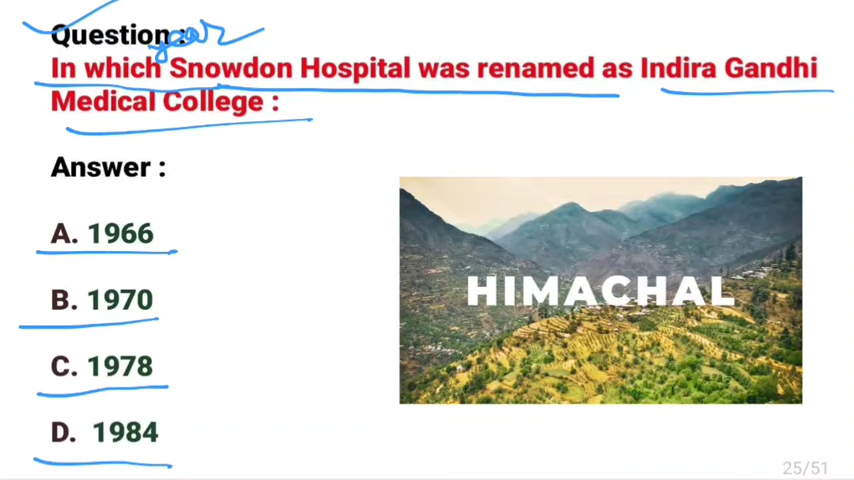 Question :
year
In which Snowdon Hospital was renamed as Indira Gandhi
Medical College :
Answer :
A. 1966
B. 1970
HIMACHAL
C. 1978
D. 1984
25/51